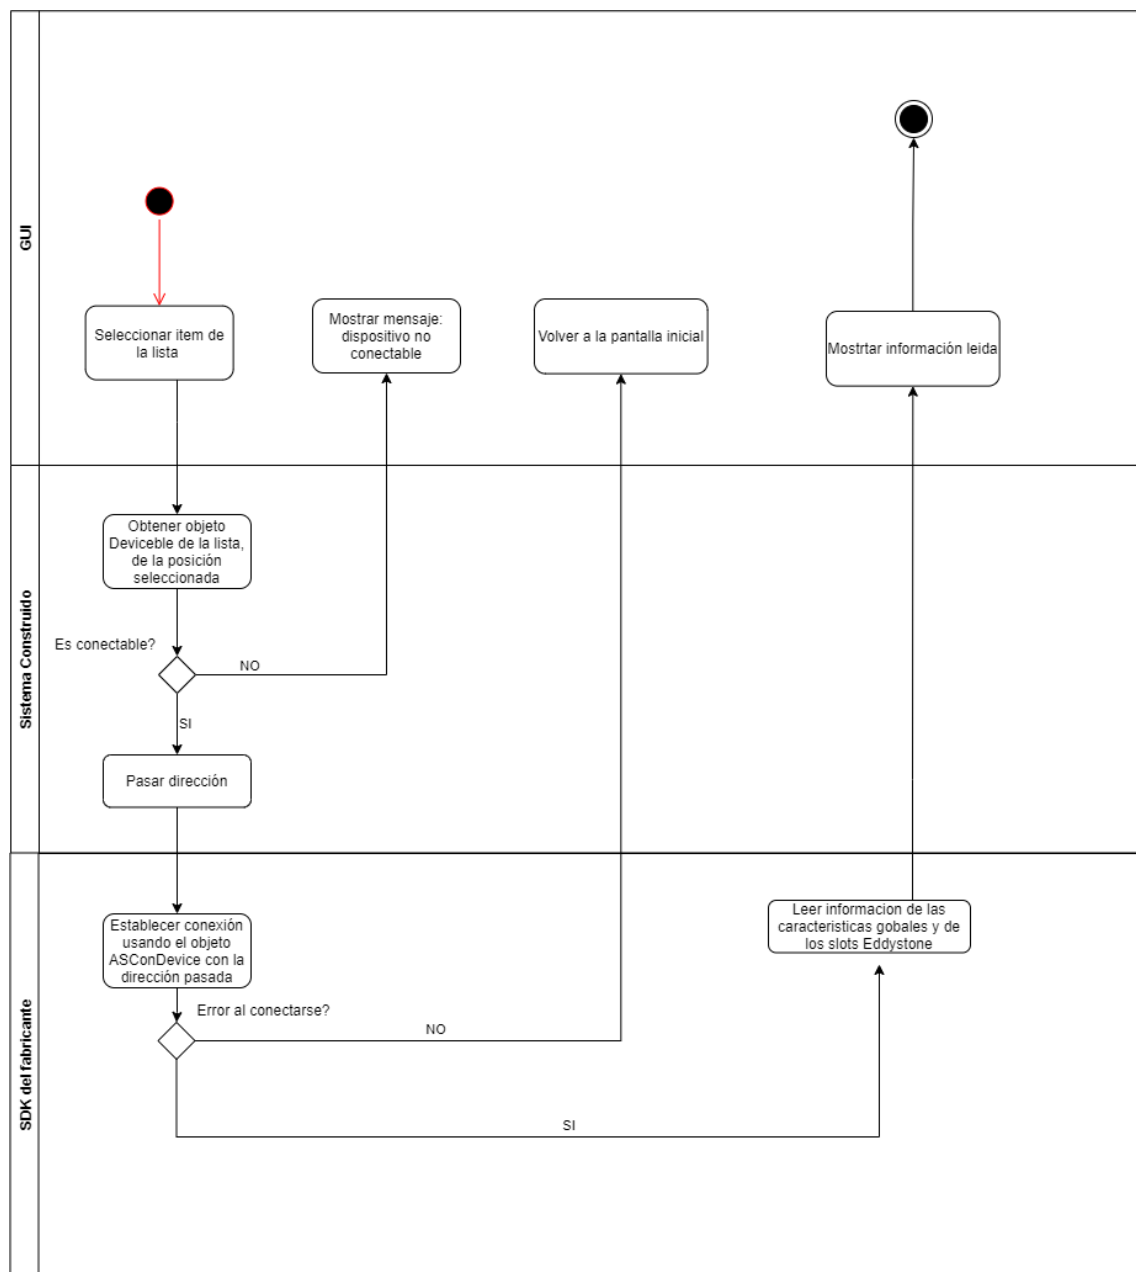 GUI
Seleccionar item de
la lista
Mostrar mensaje:
dispositivo no
conectable
Volver a la pantalla inicial
Mostrtar información leida
Sistema Construido
Obtener objeto
Deviceble de la lista,
de la posición
seleccionada
Es conectable?
NO
SI
Pasar dirección
SDK del fabricante
Establecer conexión
usando el objeto
ASConDevice con la
dirección pasada
Leer informacion de las
caracteristicas gobales y de
los slots Eddystone
Error al conectarse?
NO
SI